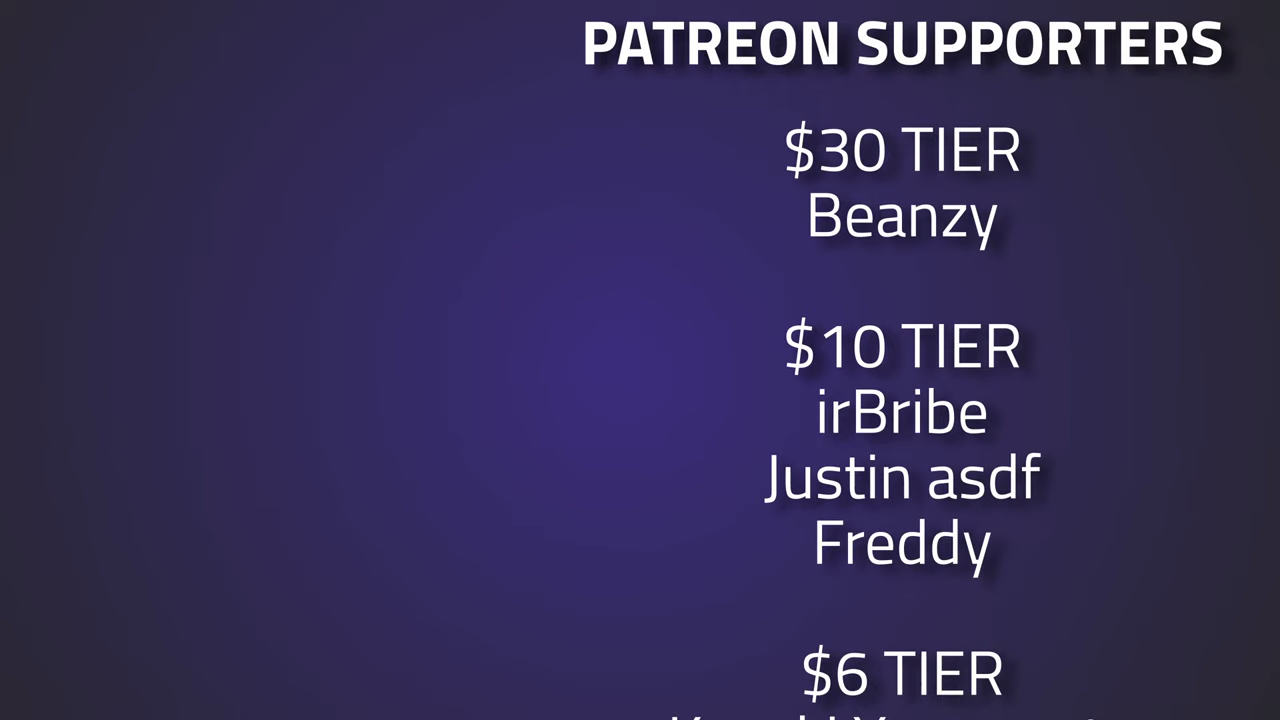 PATREON SUPPORTERS
$30 TIER
Beanzy
$10 TIER
irBribe
Justin asdf
Freddy
$6 TIER